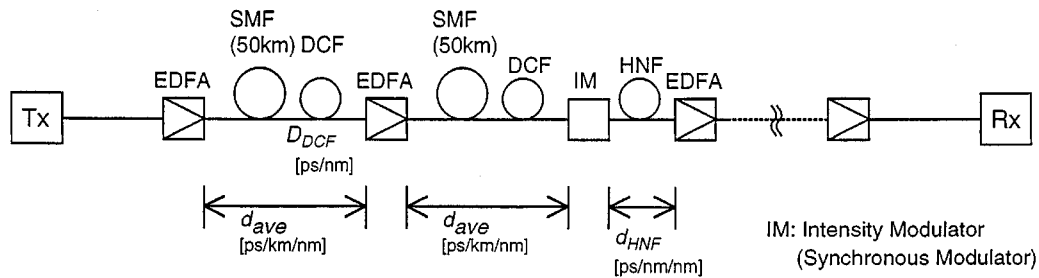 SMF
(50km) DCF
SMF
(50km)
DCF
IM
HNF
EDFA
EDFA
EDFA
Tx
Rx
D_DCF
[ps/nm]
d_ave
[ps/km/nm]
d_ave
[ps/km/nm]
d_HNF
[ps/nm/nm]
IM: Intensity Modulator
(Synchronous Modulator)